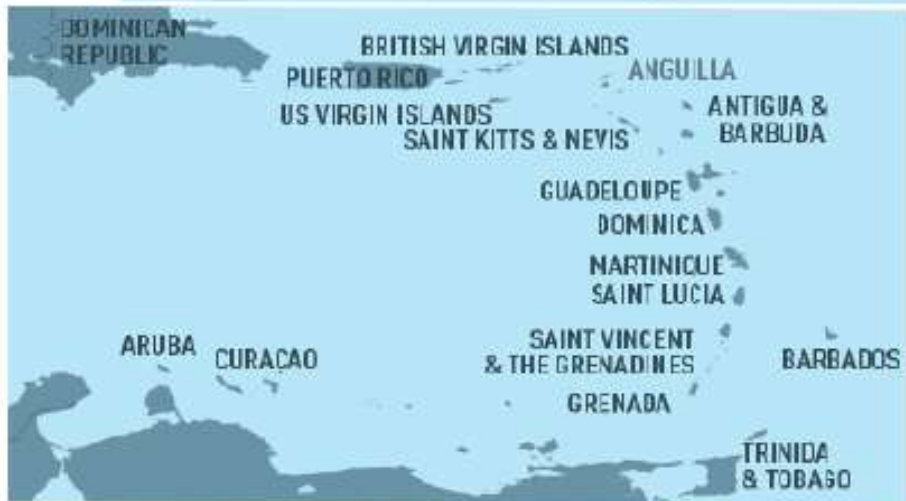 DOMINICAN
REPUBLIC
BRITISH VIRGIN ISLANDS
PUERTO RICO
ANGUILLA
US VIRGIN ISLANDS
ANTIGUA &
BARBUDA
SAINT KITTS & NEVIS
GUADELOUPE
DOMINICA
MARTINIQUE
SAINT LUCIA
SAINT VINCENT
& THE GRENADINES
ARUBA
CURACAO
BARBADOS
GRENADA
TRINIDA
& TOBAGO